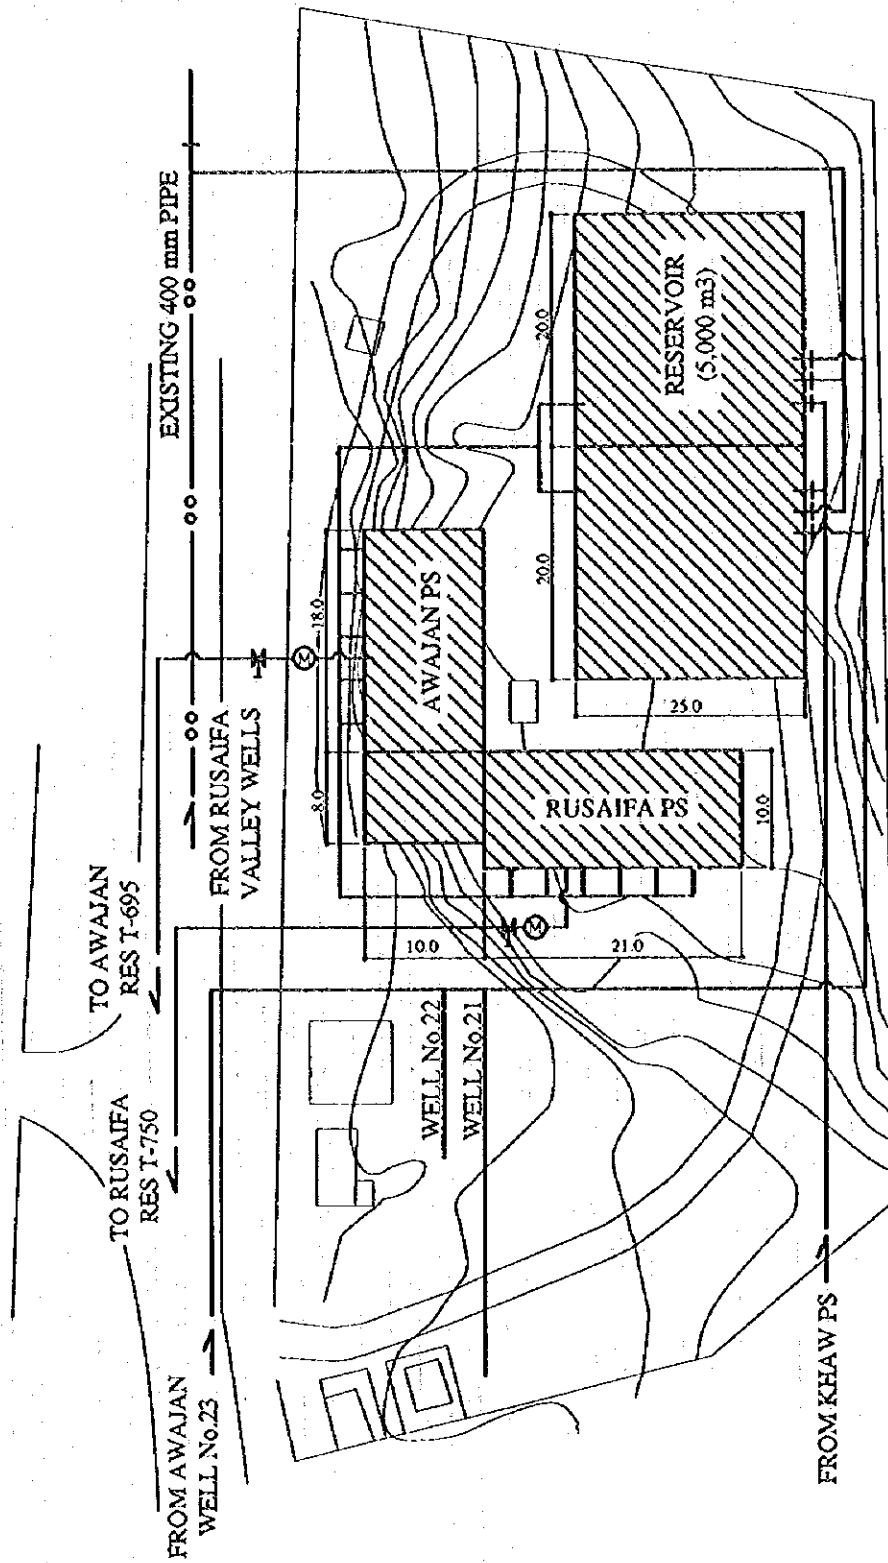 EXISTING 400 mm PIPE
FROM RUSAIFA
VALLEY WELLS
TO AWAJAN
RES T-695
TO RUSAIFA
RES T-750
FROM AWAJAN
WELL No.23
M
18.0
8.0
AWAJAN PS
20.0
20.0
RESERVOIR
(5,000 m3)
25.0
RUSAIFA PS
10.0
10.0
21.0
M
WELL No.22
WELL No.21
FROM KHAW PS